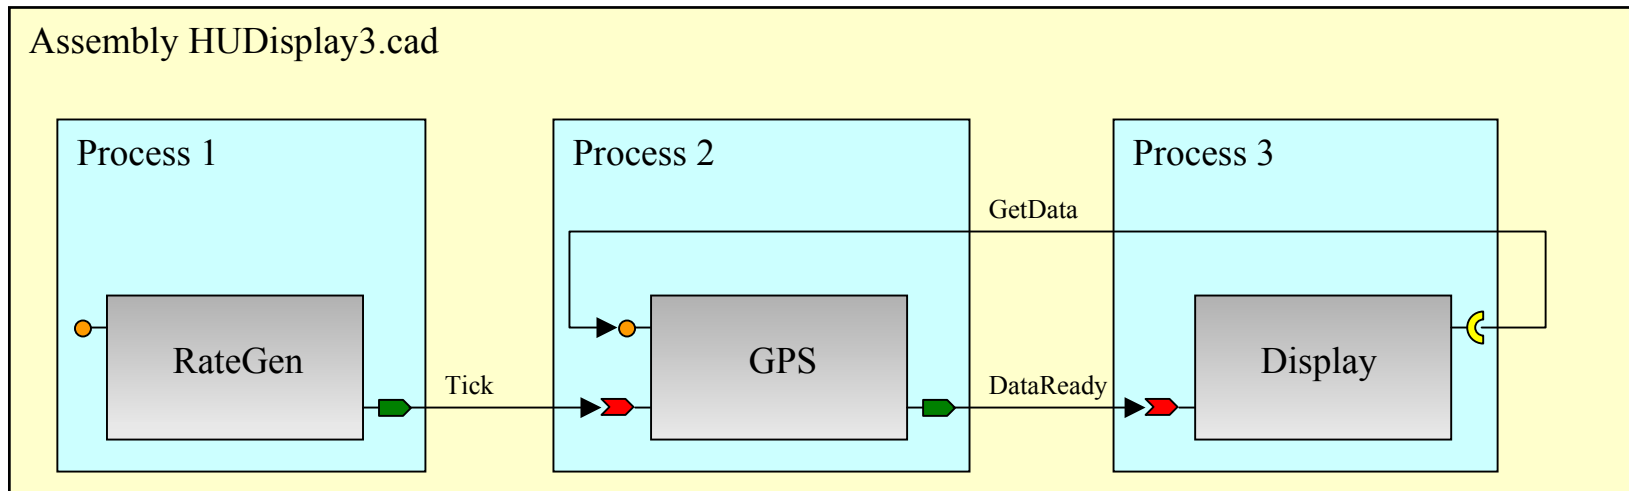 Assembly HUDisplay3.cad
Process 1
Process 2
Process 3
GetData
RateGen
GPS
Display
Tick
DataReady